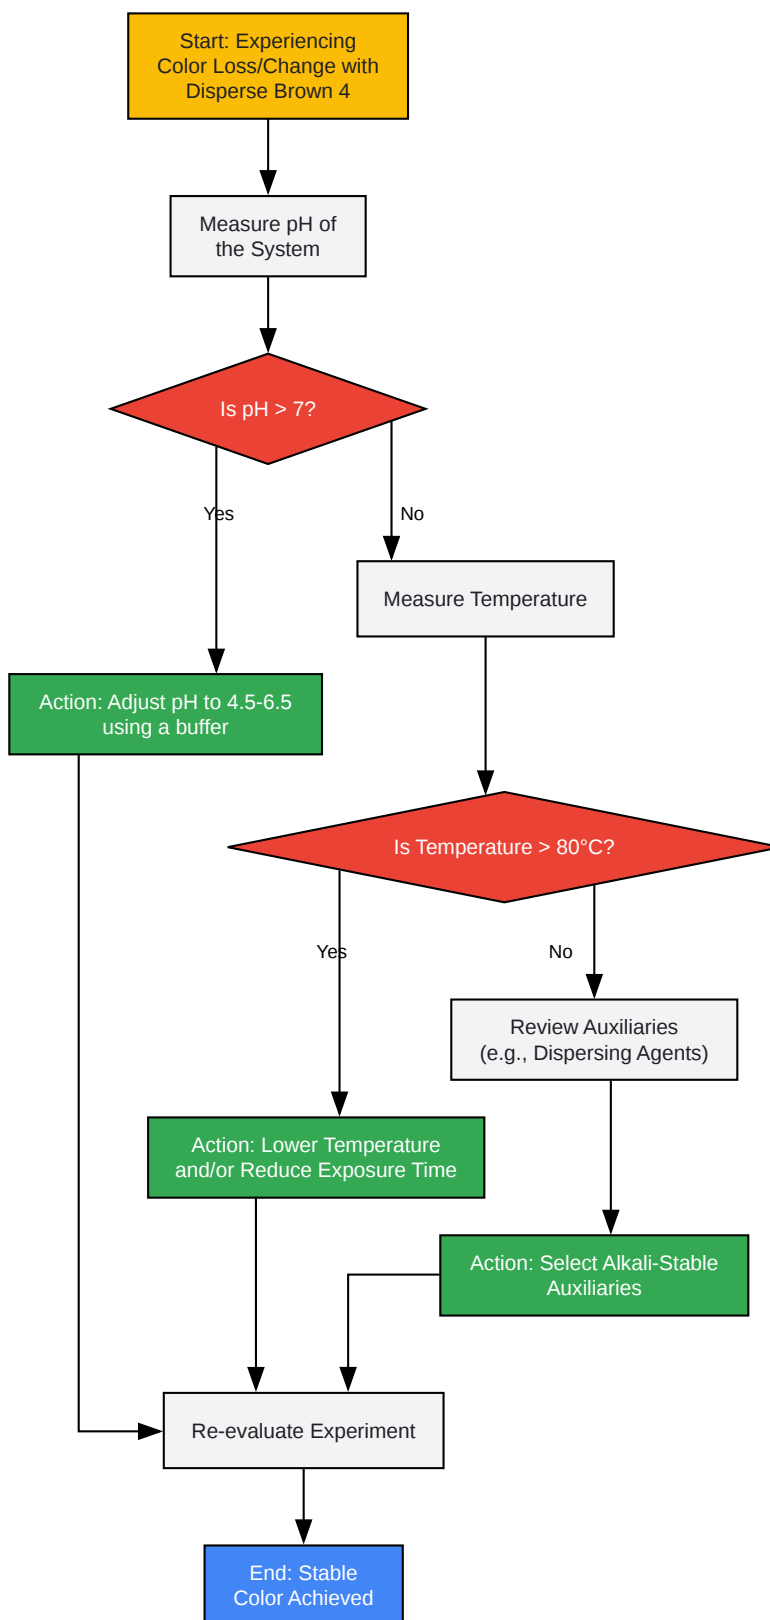 Start: Experiencing
Color Loss/Change with
Disperse Brown 4
Measure pH of
the System
Is pH > 7?
Yes
No
Measure Temperature
Action: Adjust pH to 4.5-6.5
using a buffer
Is Temperature > 80°C?
Yes
No
Review Auxiliaries
(e.g., Dispersing Agents)
Action: Lower Temperature
and/or Reduce Exposure Time
Action: Select Alkali-Stable
Auxiliaries
Re-evaluate Experiment
End: Stable
Color Achieved